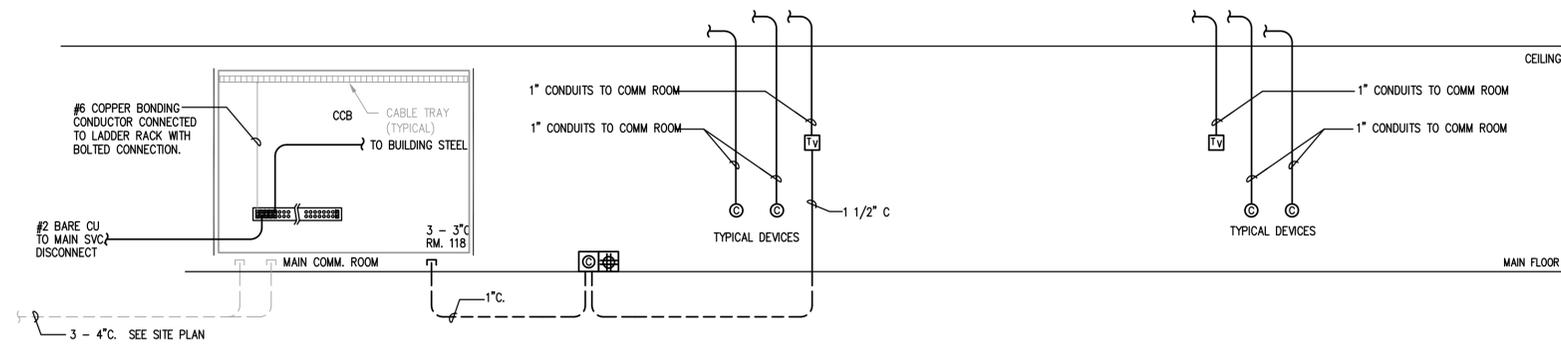 CEILING
#6 COPPER BONDING
CONDUCTOR CONNECTED
TO LADDER RACK WITH
BOLTED CONNECTION.
CCB
CABLE TRAY
(TYPICAL)
TO BUILDING STEEL
#2 BARE CU
TO MAIN SVC
DISCONNECT
3 - 3"C
RM. 118
MAIN COMM. ROOM
3 - 4"C. SEE SITE PLAN
1"C.
1" CONDUITS TO COMM ROOM
1" CONDUITS TO COMM ROOM
TV
C
C
1 1/2" C
TYPICAL DEVICES
C
1" CONDUITS TO COMM ROOM
1" CONDUITS TO COMM ROOM
TV
C
C
TYPICAL DEVICES
MAIN FLOOR